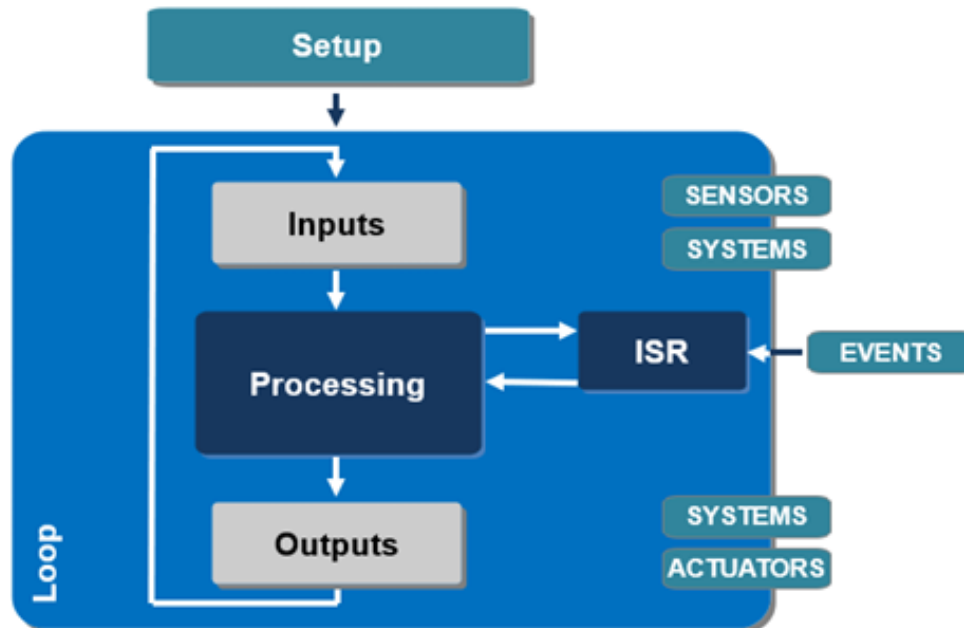 Setup
Inputs
SENSORS
SYSTEMS
Processing
ISR
EVENTS
Outputs
SYSTEMS
ACTUATORS
Loop